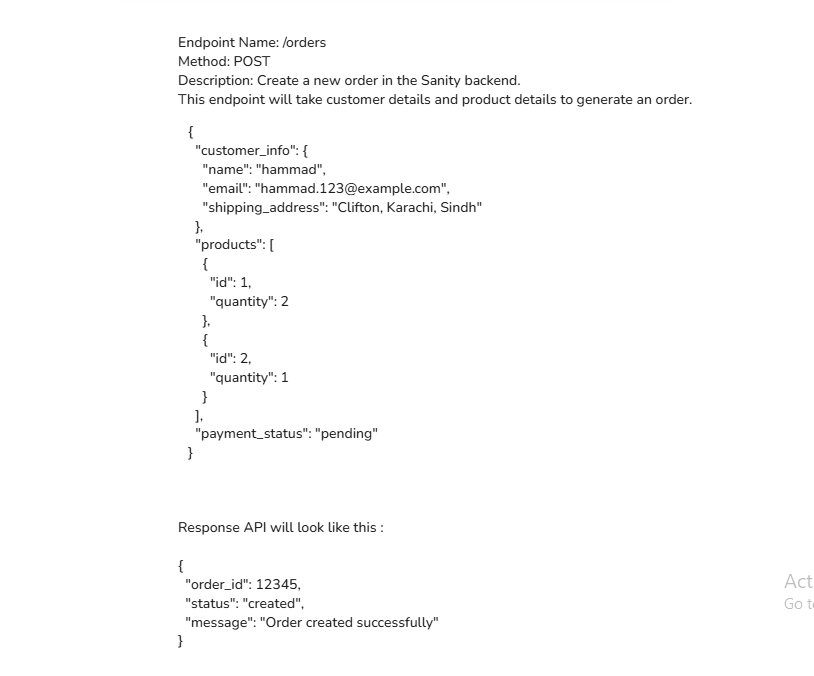 Endpoint Name: /orders
Method: POST
Description: Create a new order in the Sanity backend.
This endpoint will take customer details and product details to generate an order.
{
"customer_info": {
"name": "hammad",
"email": "hammad.123@example.com",
"shipping_address": "Clifton, Karachi, Sindh"
},
"products": [
{
"id": 1,
"quantity": 2
},
{
"id": 2,
"quantity": 1
}
],
"payment_status": "pending"
}
Response API will look like this :
{
"order_id": 12345,
"status": "created",
"message": "Order created successfully"
}
Act
Go t